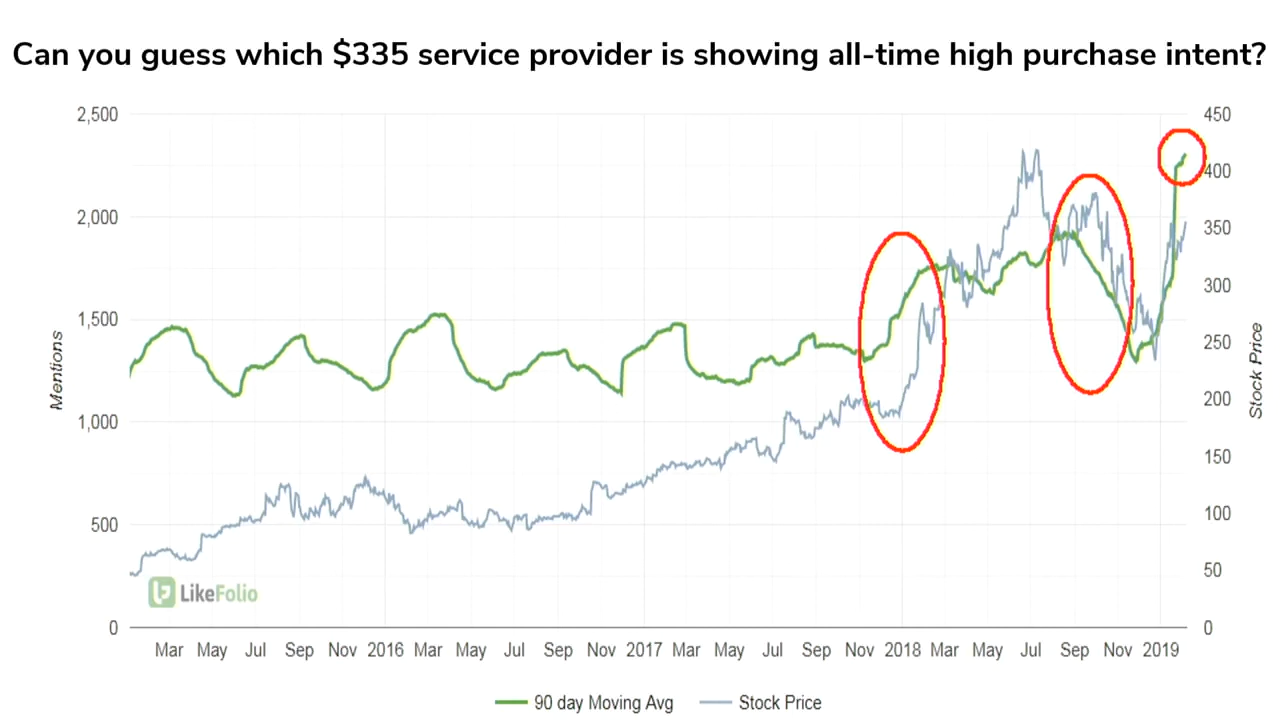 Can you guess which $335 service provider is showing all-time high purchase intent?
2,500
2,000
1,500
1,000
500
0
Mentions
450
400
350
300
250
200
150
100
50
0
Stock Price
LikeFolio
Mar May Jul Sep Nov 2016 Mar May Jul Sep Nov 2017 Mar May Jul Sep Nov 2018 Mar May Jul Sep Nov 2019
90 day Moving Avg Stock Price